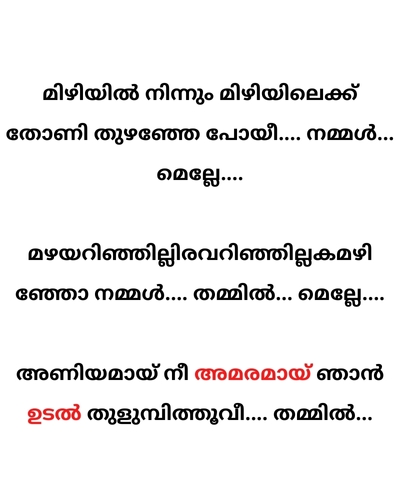 മിഴിയിൽ നിന്നും മിഴിയിലെക്ക്
തോണി തുഴഞ്ഞേ പോയീ.... നമ്മൾ...
മെല്ലേ....
മഴയറിഞ്ഞില്ലിരവറിഞ്ഞില്ലകമഴി
ഞ്ഞോ നമ്മൾ.... തമ്മിൽ... മെല്ലേ....
അണിയമായ് നീ അമരമായ് ഞാൻ
ഉടൽ തുളുമ്പിത്തൂവീ.... തമ്മിൽ...